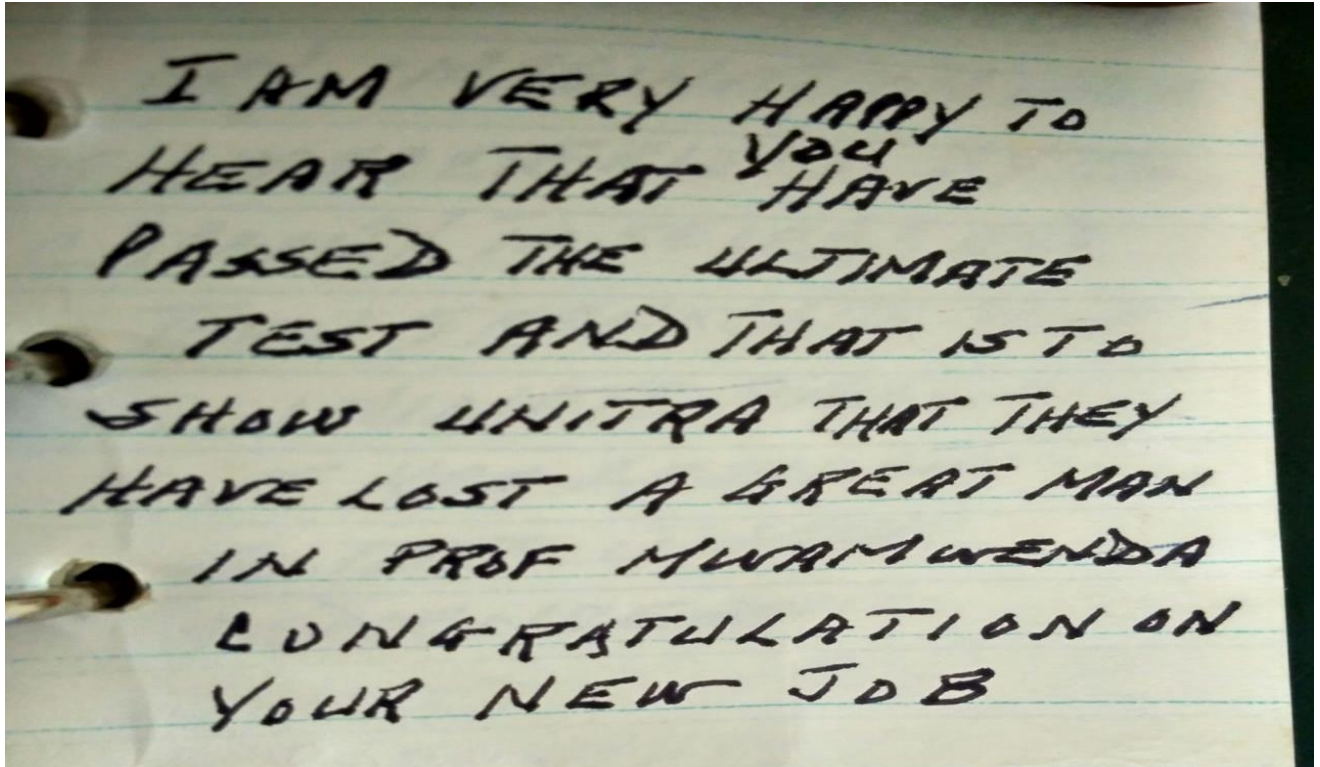 I AM VERY HAPPY TO
HEAR THAT YOU HAVE
PASSED THE ULTIMATE
TEST AND THAT IS TO
SHOW UNITRA THAT THEY
HAVE LOST A GREAT MAN
IN PROF MWAMWENDA
CONGRATULATION ON
YOUR NEW JOB